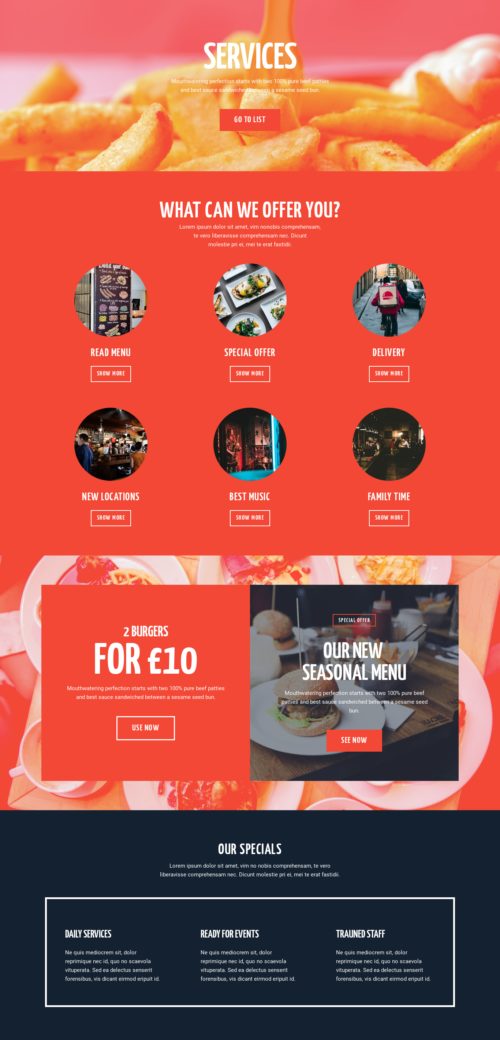 SERVICES
Mouthwatering perfection starts with two 100% pure beef patties
and best sauce sandwiched between a sesame seed bun.
GO TO LIST
WHAT CAN WE OFFER YOU?
Lorem ipsum dolor sit amet, vim nonobis comprehensam,
te vero liberavisse comprehensam nec. Dicunt
molestie pri ei, mei te erat fastidii.
READ MENU
SPECIAL OFFER
DELIVERY
SHOW MORE
SHOW MORE
SHOW MORE
NEW LOCATIONS
BEST MUSIC
FAMILY TIME
SHOW MORE
SHOW MORE
SHOW MORE
2 BURGERS
FOR £10
Mouthwatering perfection starts with two 100% pure beef patties
and best sauce sandwiched between a sesame seed bun.
USE NOW
SPECIAL OFFER
OUR NEW
SEASONAL MENU
Mouthwatering perfection starts with two 100% pure beef
patties and best sauce sandwiched between a sesame seed
bun.
SEE NOW
OUR SPECIALS
Lorem ipsum dolor sit amet, vim no nobis comprehensam, te vero
liberavisse comprehensam nec. Dicunt molestie pri ei, mei te erat fastidii.
DAILY SERVICES
Ne quis mediocrem sit, dolor
reprimique nec id, quo no scaevola
vituperata. Sed ea delectus senserit
forensibus, vis dicant eirmod eripuit id.
READY FOR EVENTS
Ne quis mediocrem sit, dolor
reprimique nec id, quo no scaevola
vituperata. Sed ea delectus senserit
forensibus, vis dicant eirmod eripuit id.
TRAUNED STAFF
Ne quis mediocrem sit, dolor
reprimique nec id, quo no scaevola
vituperata. Sed ea delectus senserit
forensibus, vis dicant eirmod eripuit id.